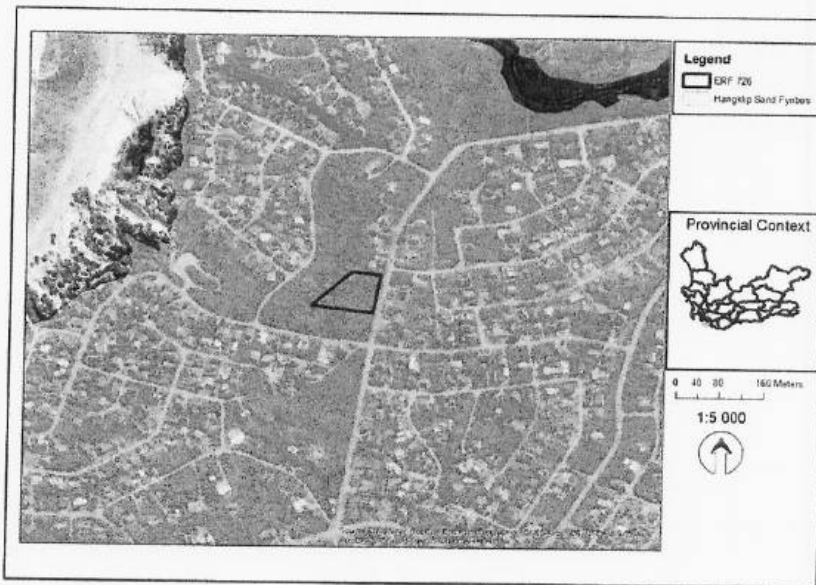 Legend
ERF 726
Hangklip Sand Fynbos
Provincial Context
0 40 80 160 Meters
1:5 000